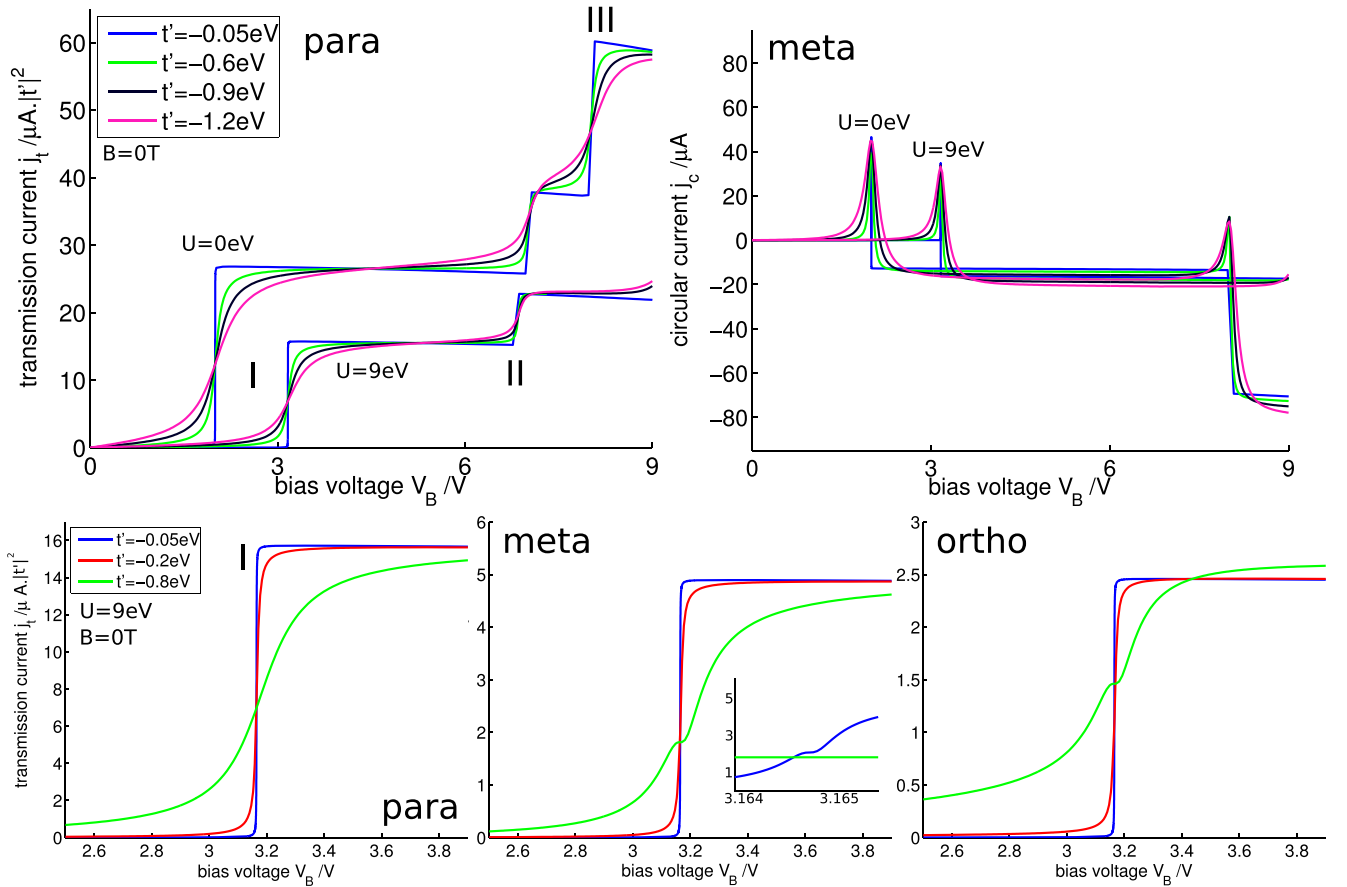 III
para
t'=−0.05eV
t'=−0.6eV
t'=−0.9eV
t'=−1.2eV
B=0T
U=0eV
I
U=9eV
II
transmission current j_t /μA.|t'|²
60
50
40
30
20
10
0
0 3 6 9
bias voltage V_B /V
meta
U=0eV
U=9eV
circular current j_c /μA
80
60
40
20
0
−20
−40
−60
−80
0 3 6 9
bias voltage V_B /V
t'=−0.05eV
t'=−0.2eV
t'=−0.8eV
U=9eV
B=0T
I
para
transmission current j_t /μ A.|t'|²
16
14
12
10
8
6
4
2
0
2.6 2.8 3 3.2 3.4 3.6 3.8
bias voltage V_B /V
meta
6
5
4
3
2
1
0
5
3
1
3.164 3.165
2.6 2.8 3 3.2 3.4 3.6 3.8
bias voltage V_B /V
ortho
3
2.5
2
1.5
1
0.5
0
2.6 2.8 3 3.2 3.4 3.6 3.8
bias voltage V_B /V